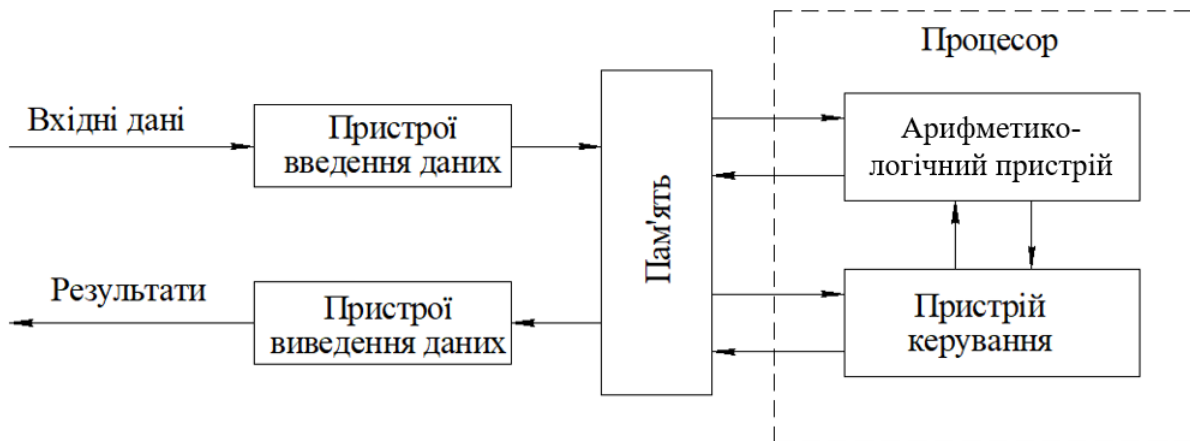 Процесор
Вхідні дані
Пристрої
введення даних
Пам'ять
Арифметико-
логічний пристрій
Результати
Пристрої
виведення даних
Пристрій
керування